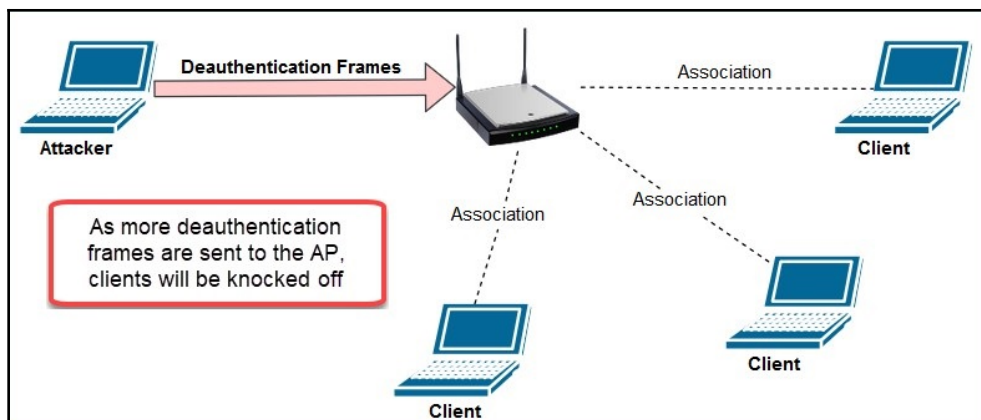 Deauthentication Frames
Association
Attacker
Client
As more deauthentication
frames are sent to the AP,
clients will be knocked off
Association
Association
Client
Client